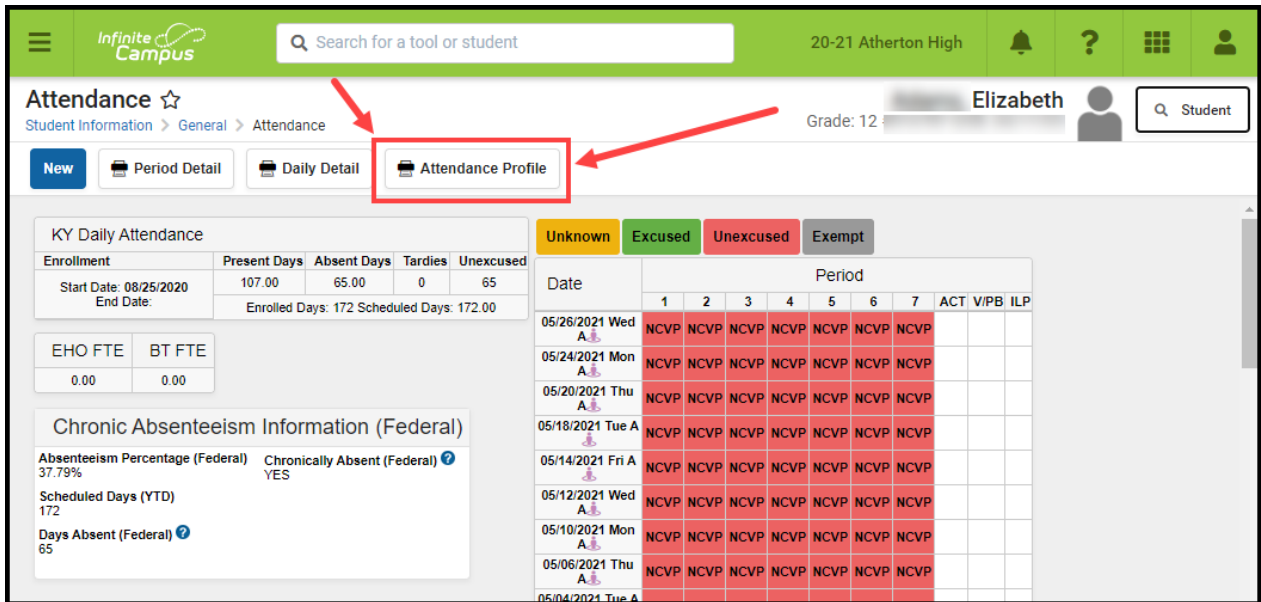 Infinite
Campus
Search for a tool or student
20-21 Atherton High
?
Attendance
Elizabeth
Student Information > General > Attendance
Grade: 12
Student
New
Period Detail
Daily Detail
Attendance Profile
KY Daily Attendance
Enrollment Present Days Absent Days Tardies Unexcused
Start Date: 08/25/2020 107.00 65.00 0 65
End Date: Enrolled Days: 172 Scheduled Days: 172.00
EHO FTE BT FTE
0.00 0.00
Chronic Absenteeism Information (Federal)
Absenteeism Percentage (Federal) Chronically Absent (Federal) ?
37.79% YES
Scheduled Days (YTD)
172
Days Absent (Federal) ?
65
Unknown Excused Unexcused Exempt
Date Period
1 2 3 4 5 6 7 ACT V/PB ILP
05/26/2021 Wed
A NCVP NCVP NCVP NCVP NCVP NCVP NCVP
05/24/2021 Mon
A NCVP NCVP NCVP NCVP NCVP NCVP NCVP
05/20/2021 Thu
A NCVP NCVP NCVP NCVP NCVP NCVP NCVP
05/18/2021 Tue A
NCVP NCVP NCVP NCVP NCVP NCVP NCVP
05/14/2021 Fri A
NCVP NCVP NCVP NCVP NCVP NCVP NCVP
05/12/2021 Wed
A NCVP NCVP NCVP NCVP NCVP NCVP NCVP
05/10/2021 Mon
A NCVP NCVP NCVP NCVP NCVP NCVP NCVP
05/06/2021 Thu
A NCVP NCVP NCVP NCVP NCVP NCVP NCVP
05/04/2021 Tue A